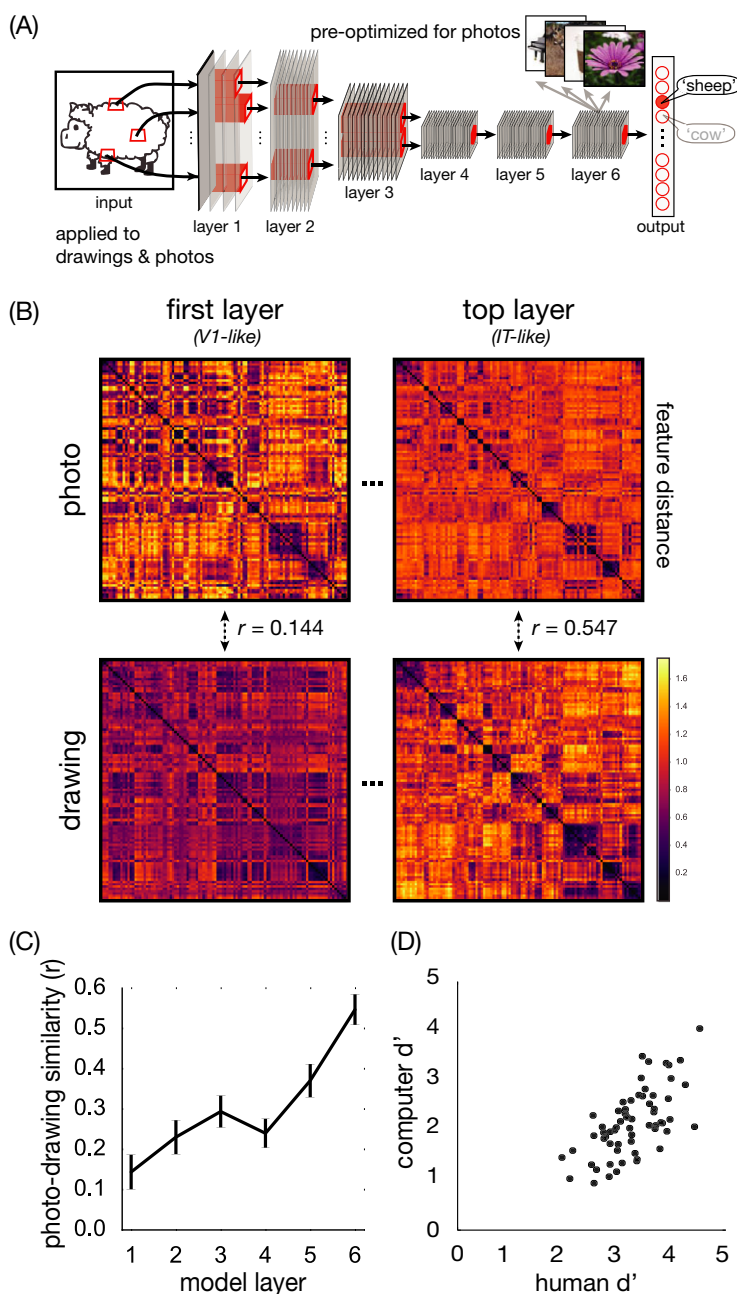 (A)
pre-optimized for photos
'sheep'
'cow'
input
layer 1
layer 2
layer 3
layer 4
layer 5
layer 6
output
applied to
drawings & photos
(B)
first layer
(V1-like)
top layer
(IT-like)
photo
feature distance
r = 0.144
r = 0.547
drawing
1.6
1.4
1.2
1.0
0.8
0.6
0.4
0.2
(C)
photo-drawing similarity (r)
0.6
0.5
0.4
0.3
0.2
0.1
0.0
1 2 3 4 5 6
model layer
(D)
computer d’
5
4
3
2
1
0
0 1 2 3 4 5
human d’